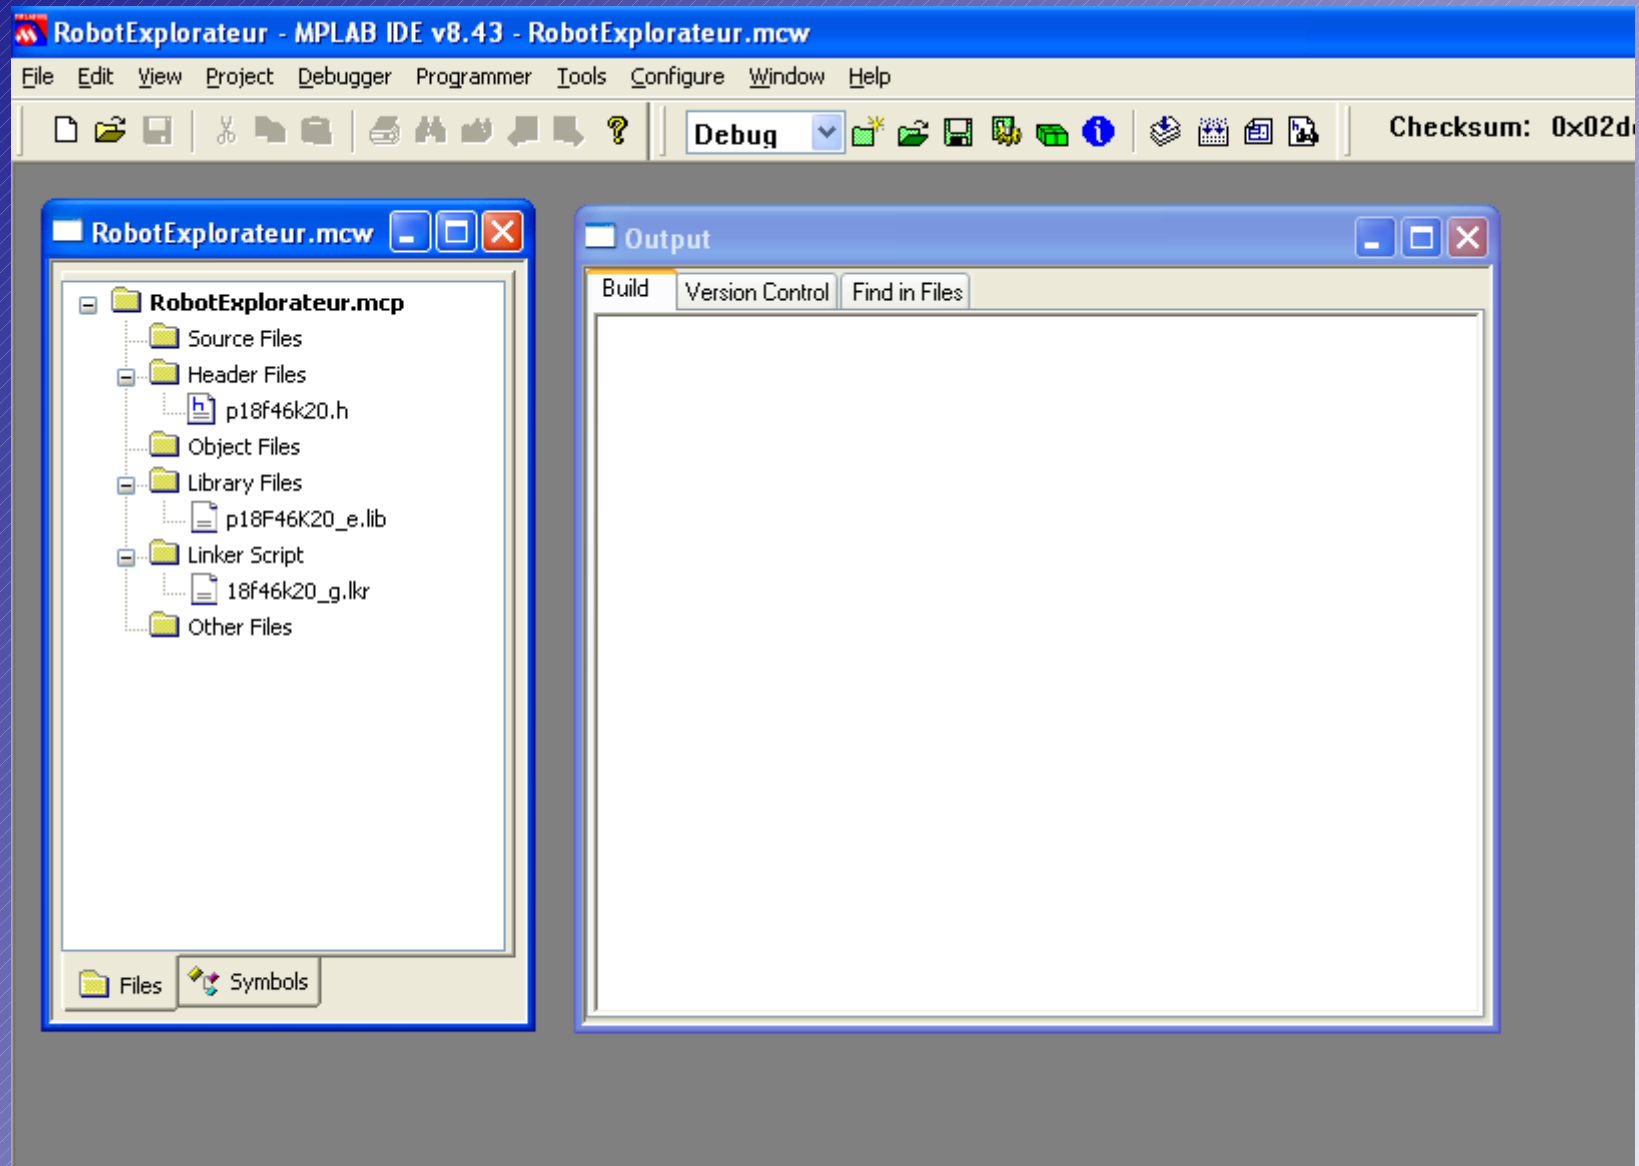 RobotExplorateur - MPLAB IDE v8.43 - RobotExplorateur.mcw
File Edit View Project Debugger Programmer Tools Configure Window Help
Debug Checksum: 0x02d
RobotExplorateur.mcw
RobotExplorateur.mcp
Source Files
Header Files
p18f46k20.h
Object Files
Library Files
p18F46K20_e.lib
Linker Script
18f46k20_g.lkr
Other Files
Files Symbols
Output
Build Version Control Find in Files